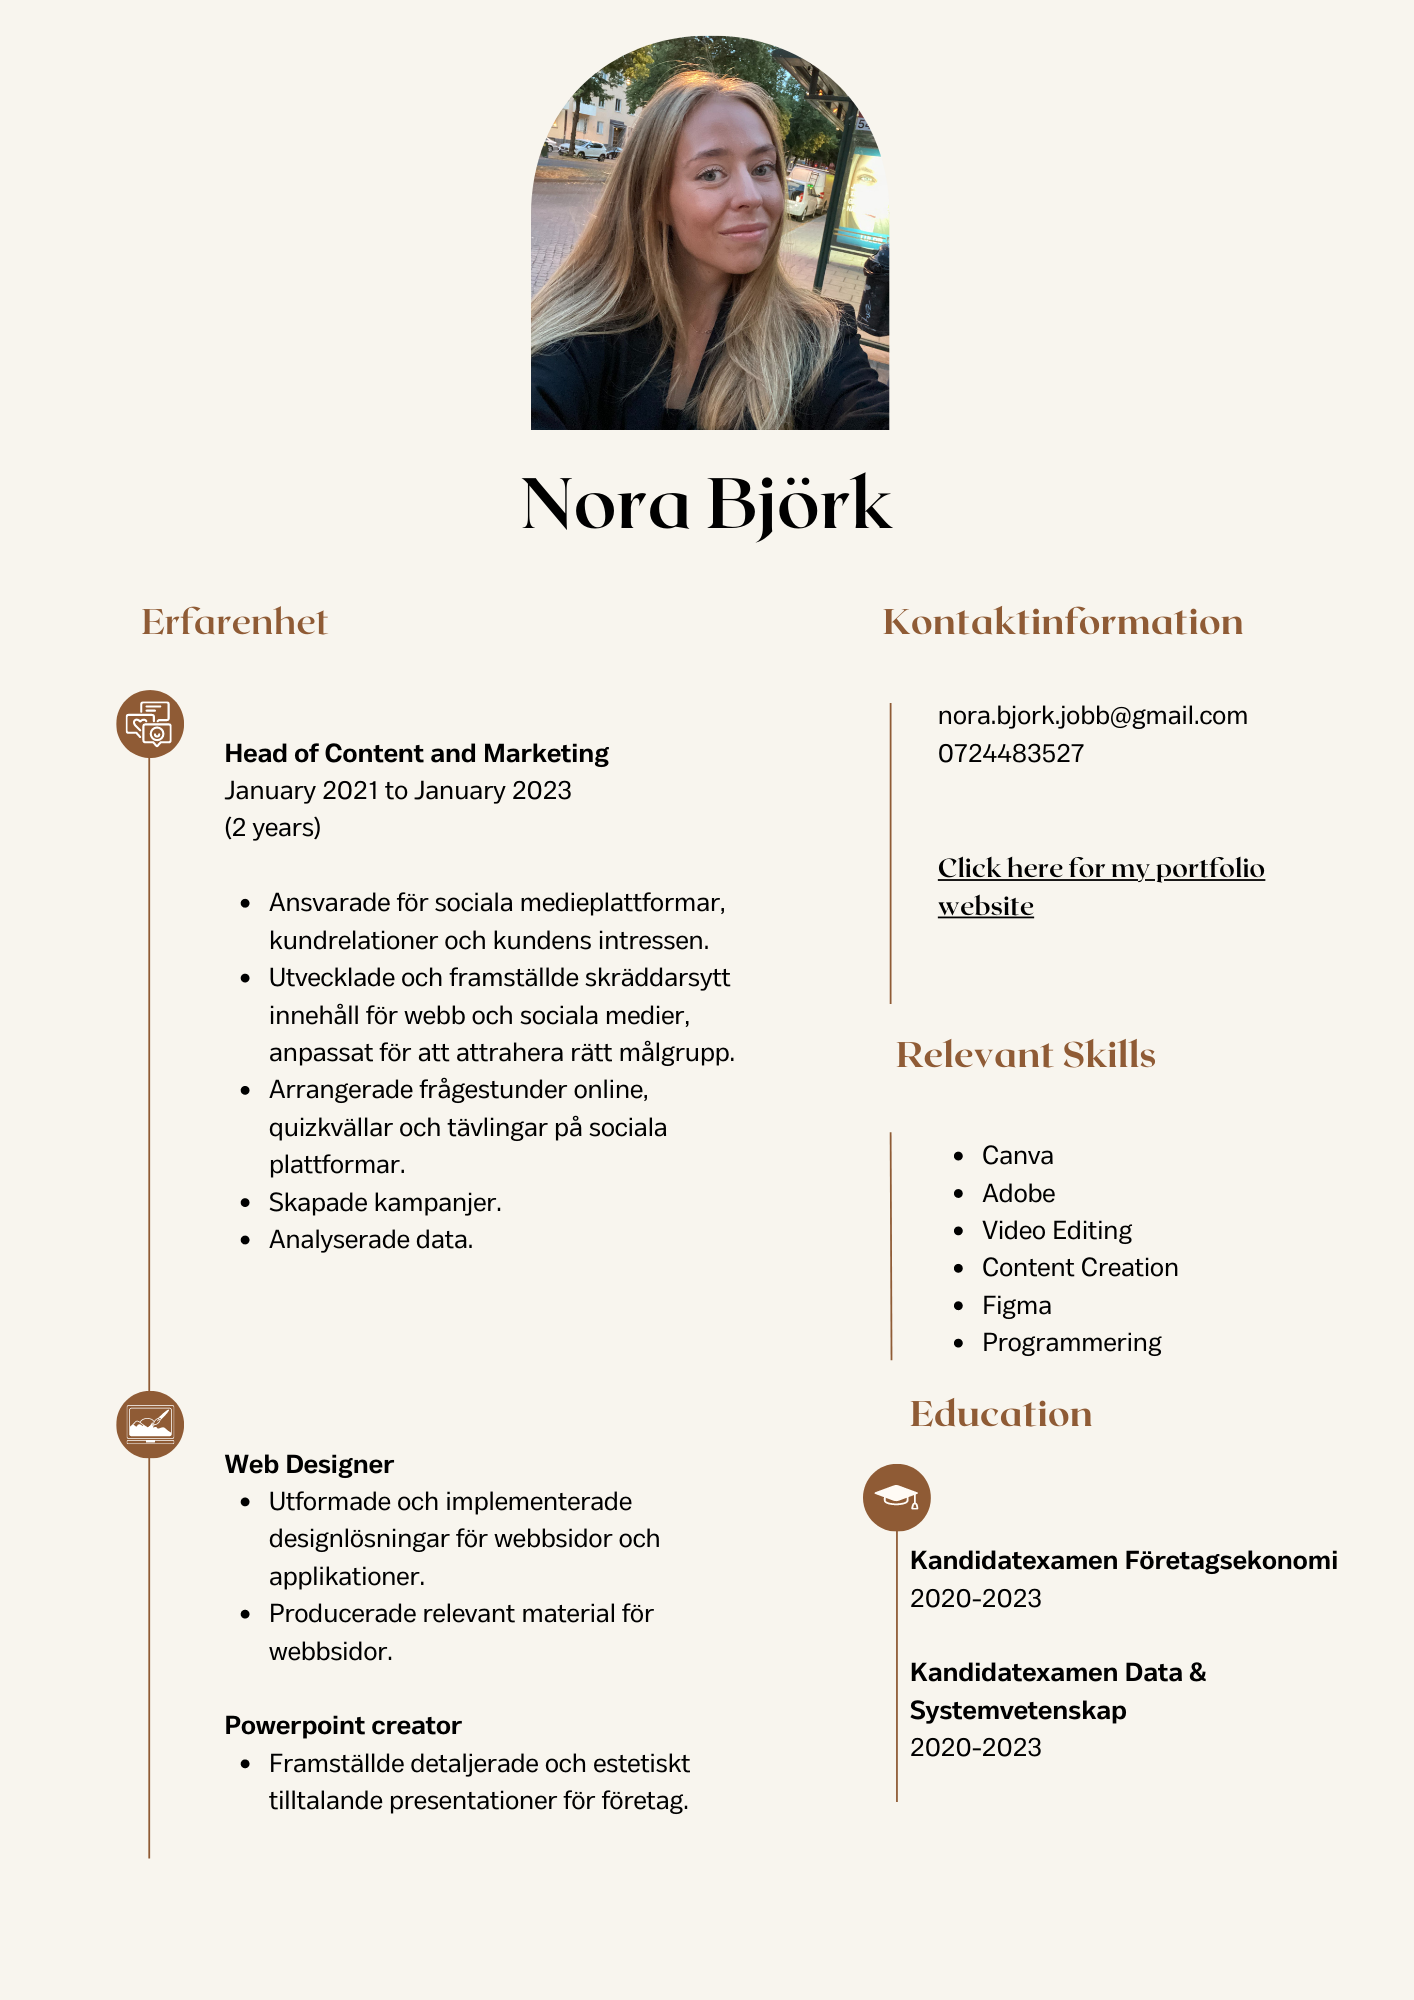 Nora Björk
Erfarenhet
Head of Content and Marketing
January 2021 to January 2023
(2 years)
Ansvarade för sociala medieplattformar,
kundrelationer och kundens intressen.
Utvecklade och framställde skräddarsytt
innehåll för webb och sociala medier,
anpassat för att attrahera rätt målgrupp.
Arrangerade frågestunder online,
quizkvällar och tävlingar på sociala
plattformar.
Skapade kampanjer.
Analyserade data.
Web Designer
Utformade och implementerade
designlösningar för webbsidor och
applikationer.
Producerade relevant material för
webbsidor.
Powerpoint creator
Framställde detaljerade och estetiskt
tilltalande presentationer för företag.
Kontaktinformation
nora.bjork.jobb@gmail.com
0724483527
Click here for my portfolio
website
Relevant Skills
Canva
Adobe
Video Editing
Content Creation
Figma
Programmering
Education
Kandidatexamen Företagsekonomi
2020-2023
Kandidatexamen Data &
Systemvetenskap
2020-2023